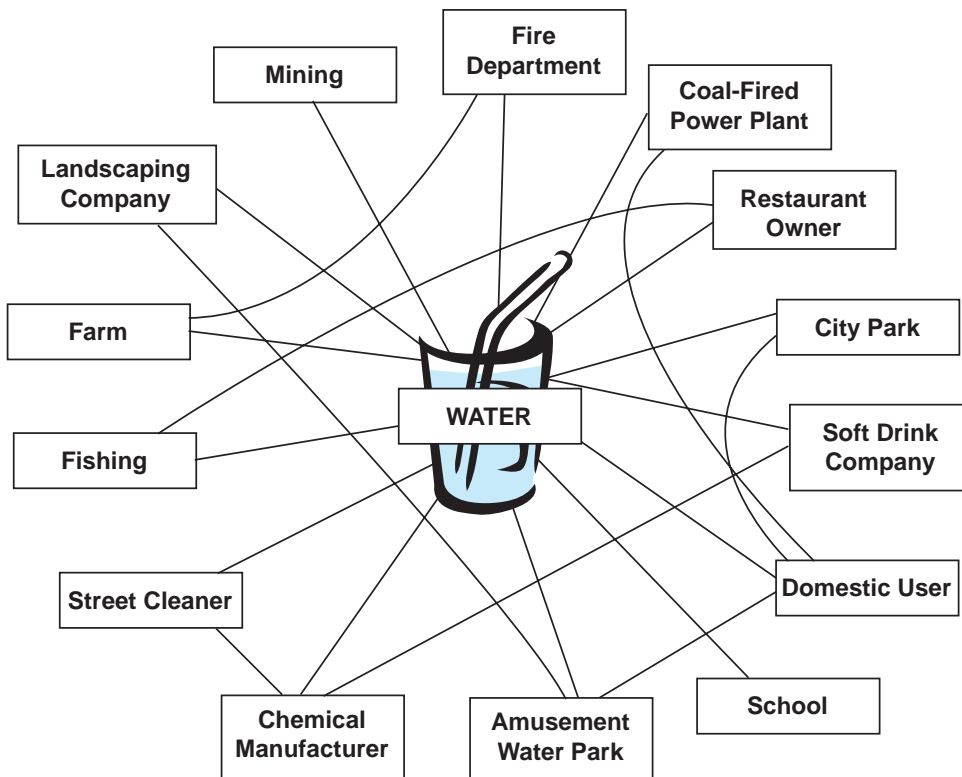 Fire
Department
Mining
Coal-Fired
Power Plant
Landscaping
Company
Restaurant
Owner
Farm
City Park
WATER
Fishing
Soft Drink
Company
Street Cleaner
Domestic User
Chemical
Manufacturer
Amusement
Water Park
School